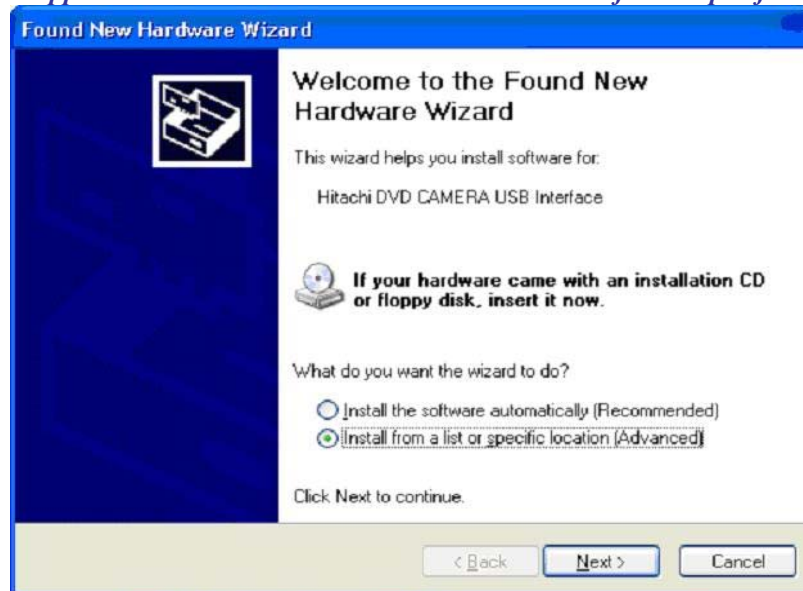 Found New Hardware Wizard
Welcome to the Found New
Hardware Wizard
This wizard helps you install software for:
Hitachi DVD CAMERA USB Interface
If your hardware came with an installation CD
or floppy disk, insert it now.
What do you want the wizard to do?
Install the software automatically (Recommended)
Install from a list or specific location (Advanced)
Click Next to continue.
< Back Next > Cancel